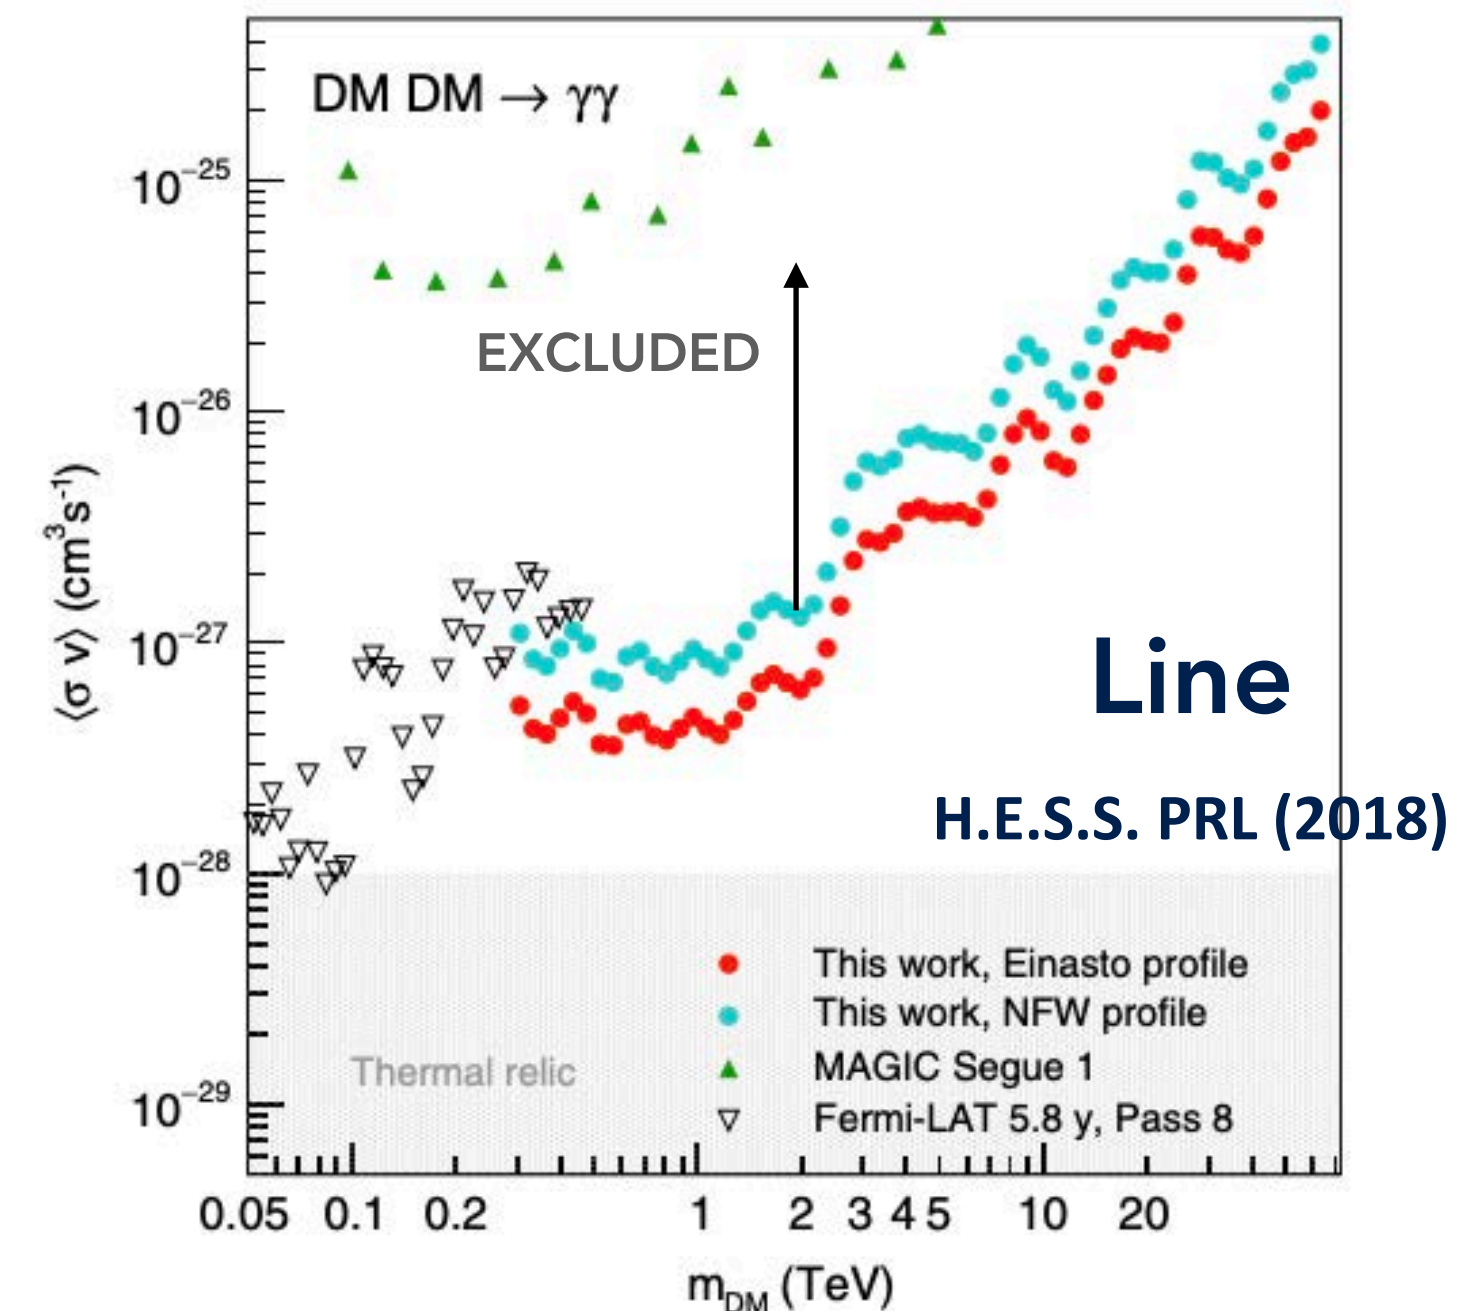 DM DM → γγ
10⁻²⁵
EXCLUDED
10⁻²⁶
⟨σ v⟩ (cm³s⁻¹)
10⁻²⁷
Line
H.E.S.S. PRL (2018)
10⁻²⁸
This work, Einasto profile
This work, NFW profile
Thermal relic
MAGIC Segue 1
10⁻²⁹
Fermi-LAT 5.8 y, Pass 8
0.05 0.1 0.2 1 2 3 4 5 10 20
m_DM (TeV)